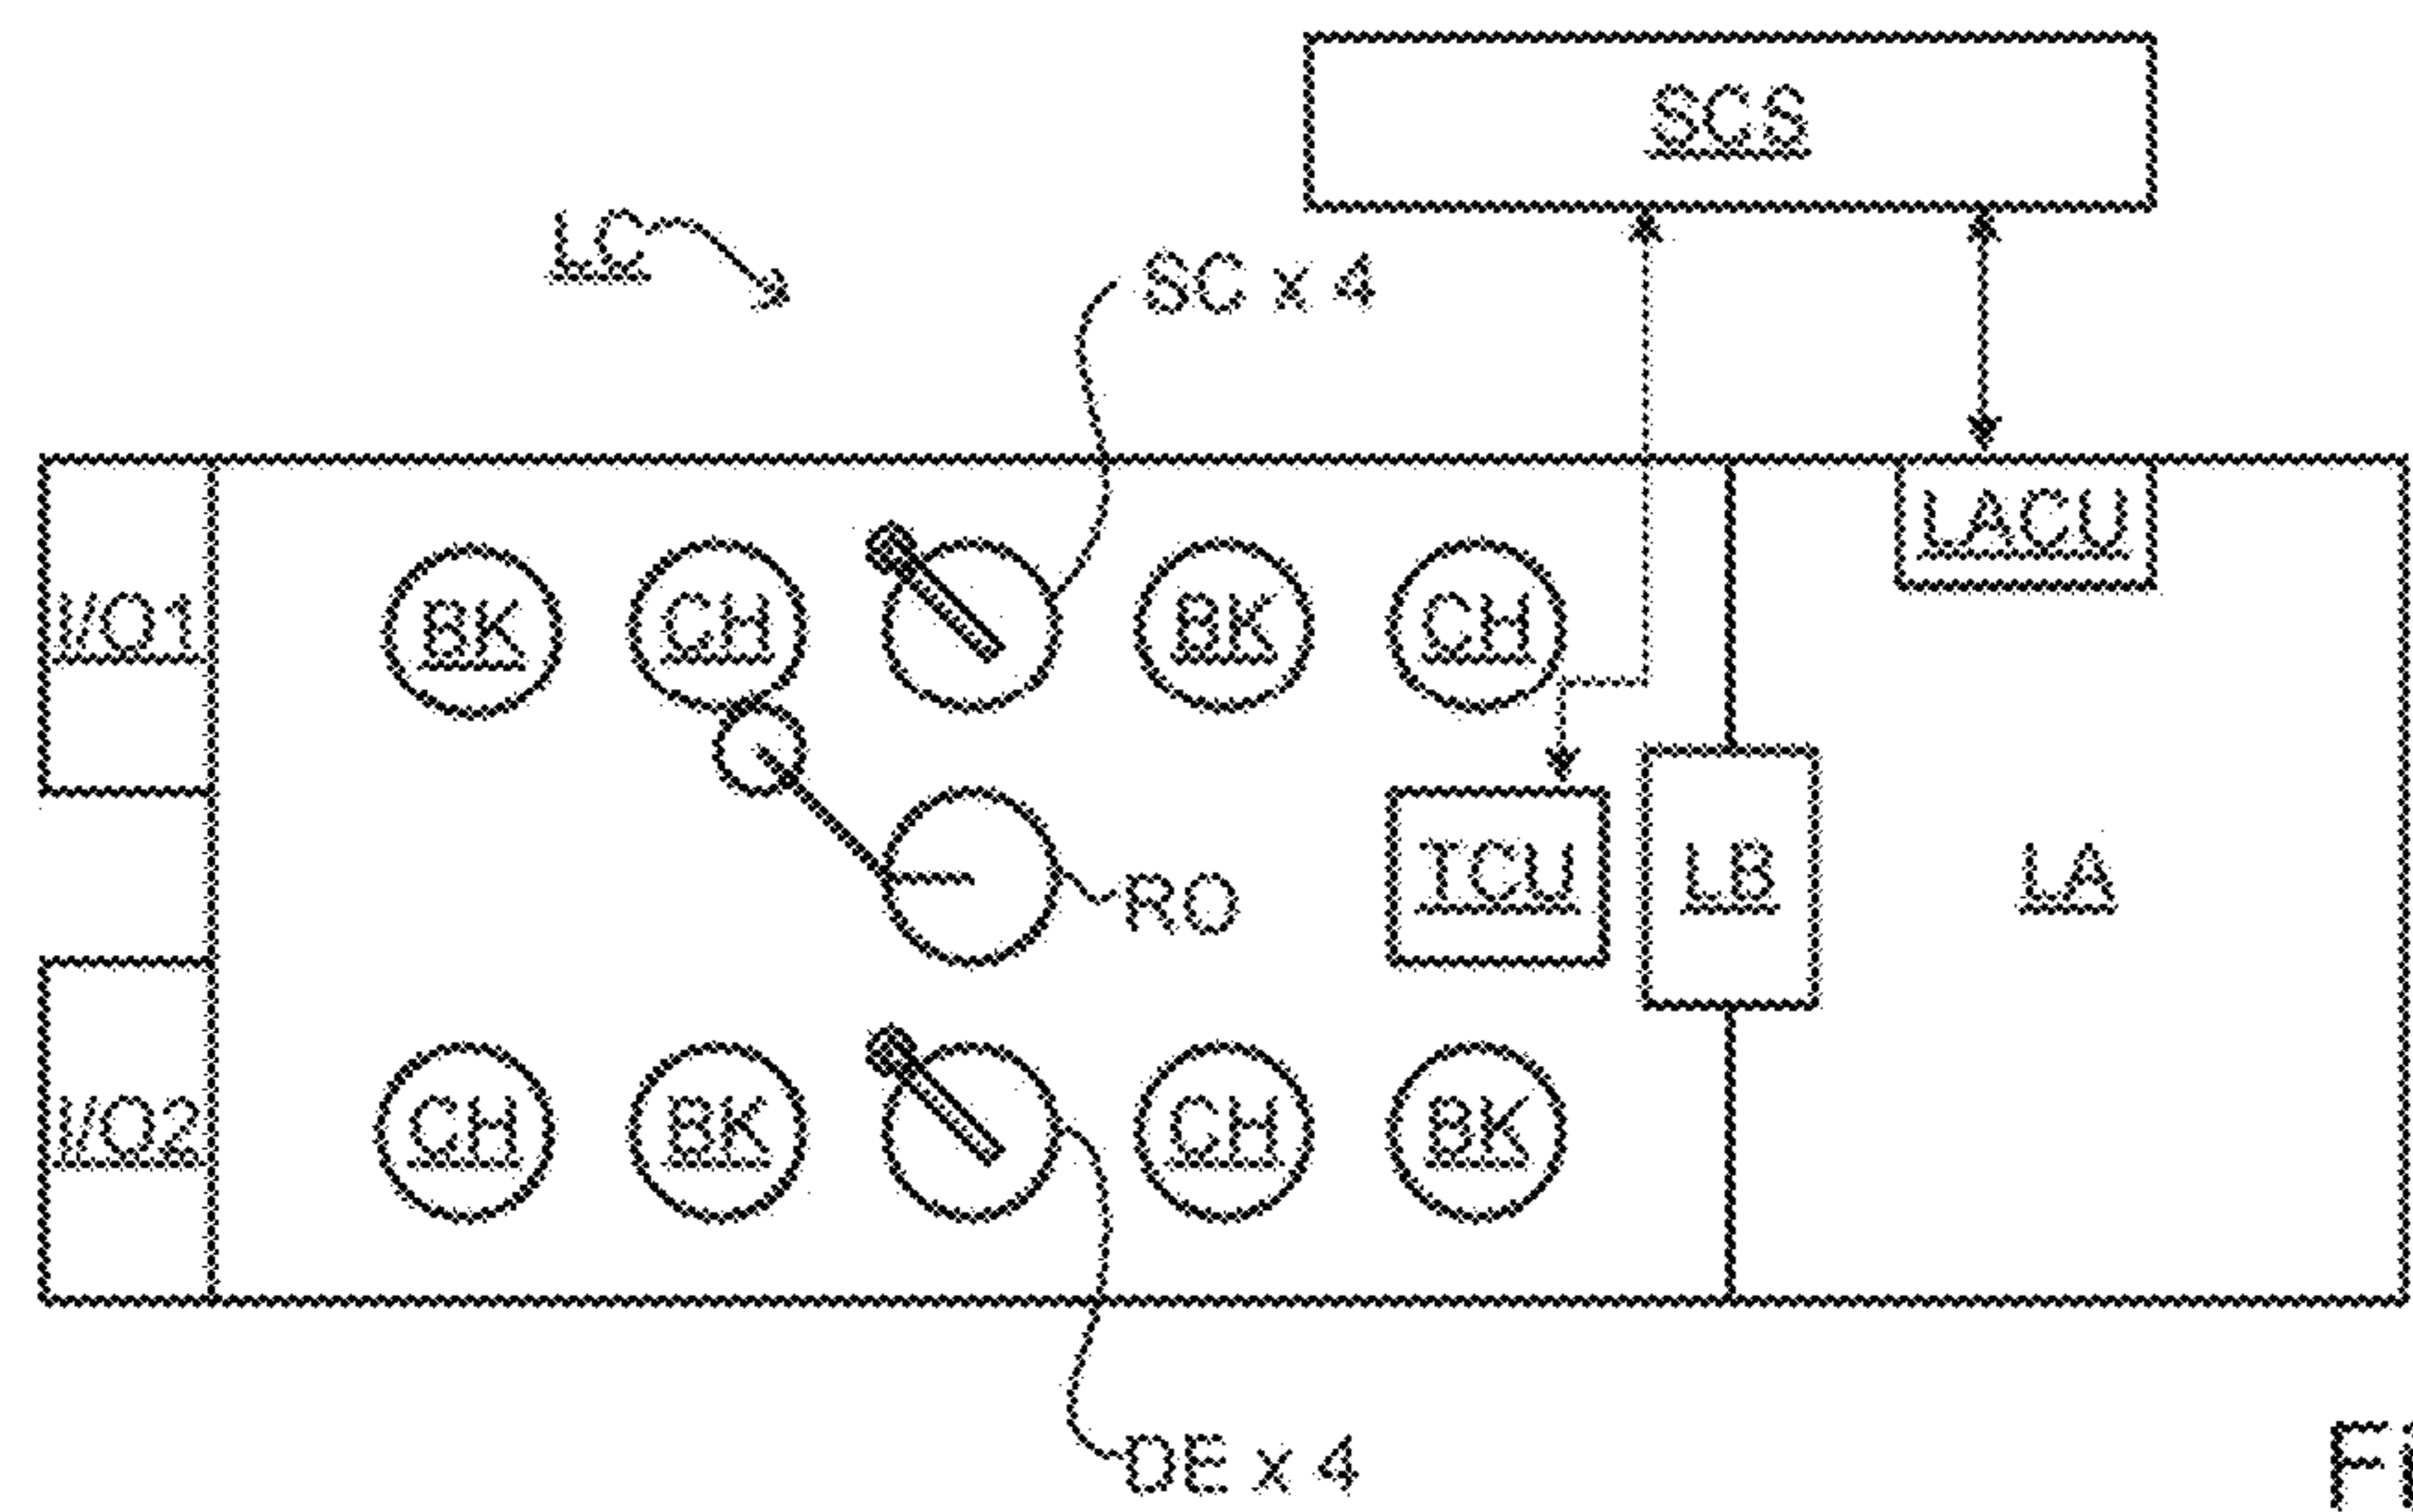 SCS
LC
SC x 4
LACU
I/O1 BK CH BK CH
RO TCU LB LA
I/O2 CH BK CH BK
DE x 4